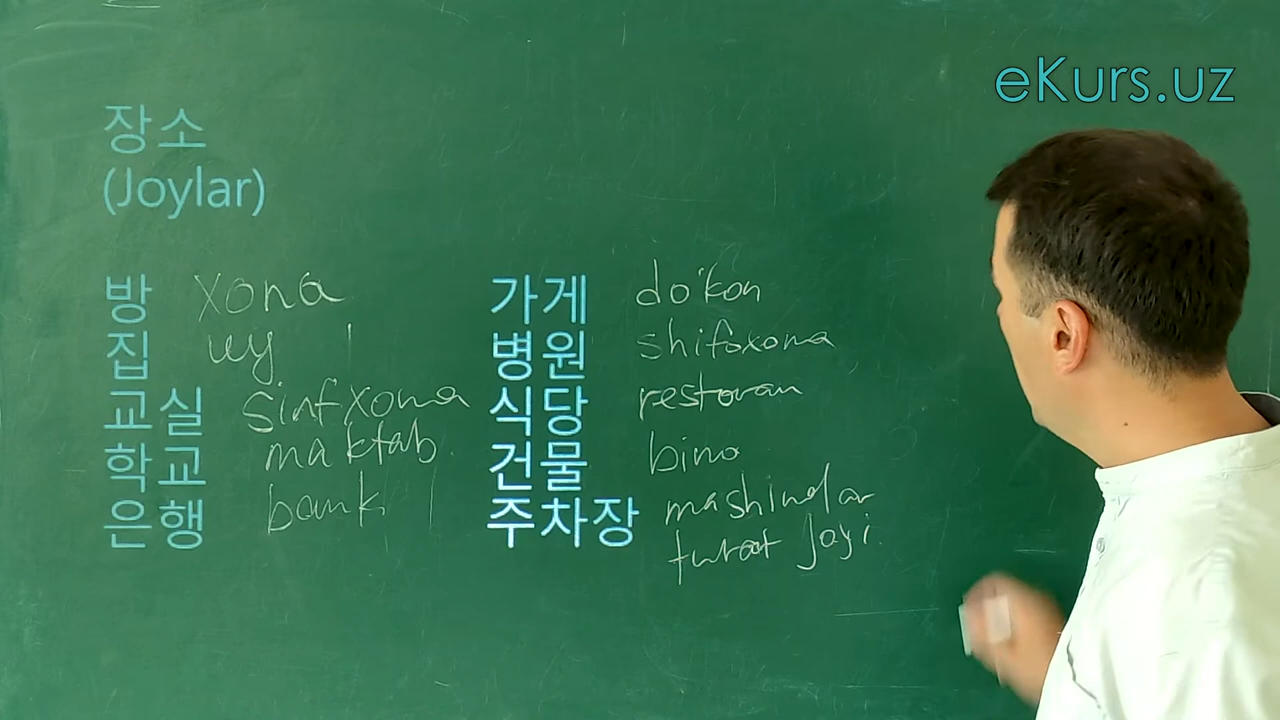 eKurs.uz
장소
(Joylar)
방 xona
집 uy
교실 sinfxona
학교 maktab
은행 bank
가게 do'kon
병원 shifoxona
식당 restoran
건물 bino
주차장 mashinalar
turar joyi